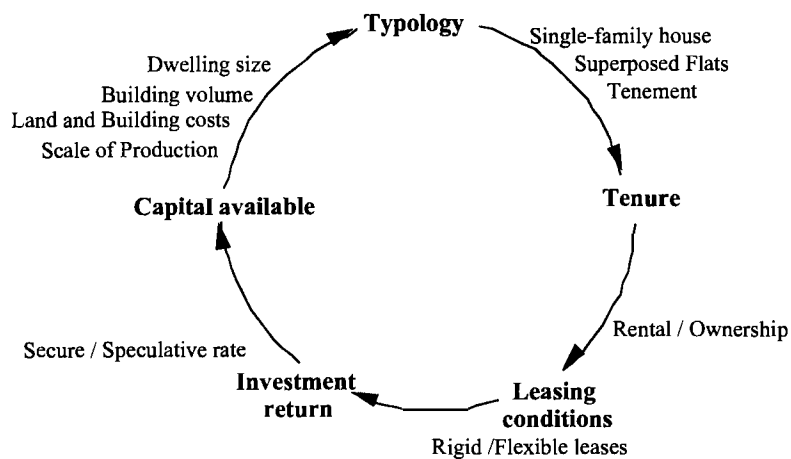 Typology
Single-family house
Superposed Flats
Tenement
Tenure
Rental / Ownership
Leasing
conditions
Rigid /Flexible leases
Investment
return
Secure / Speculative rate
Capital available
Dwelling size
Building volume
Land and Building costs
Scale of Production